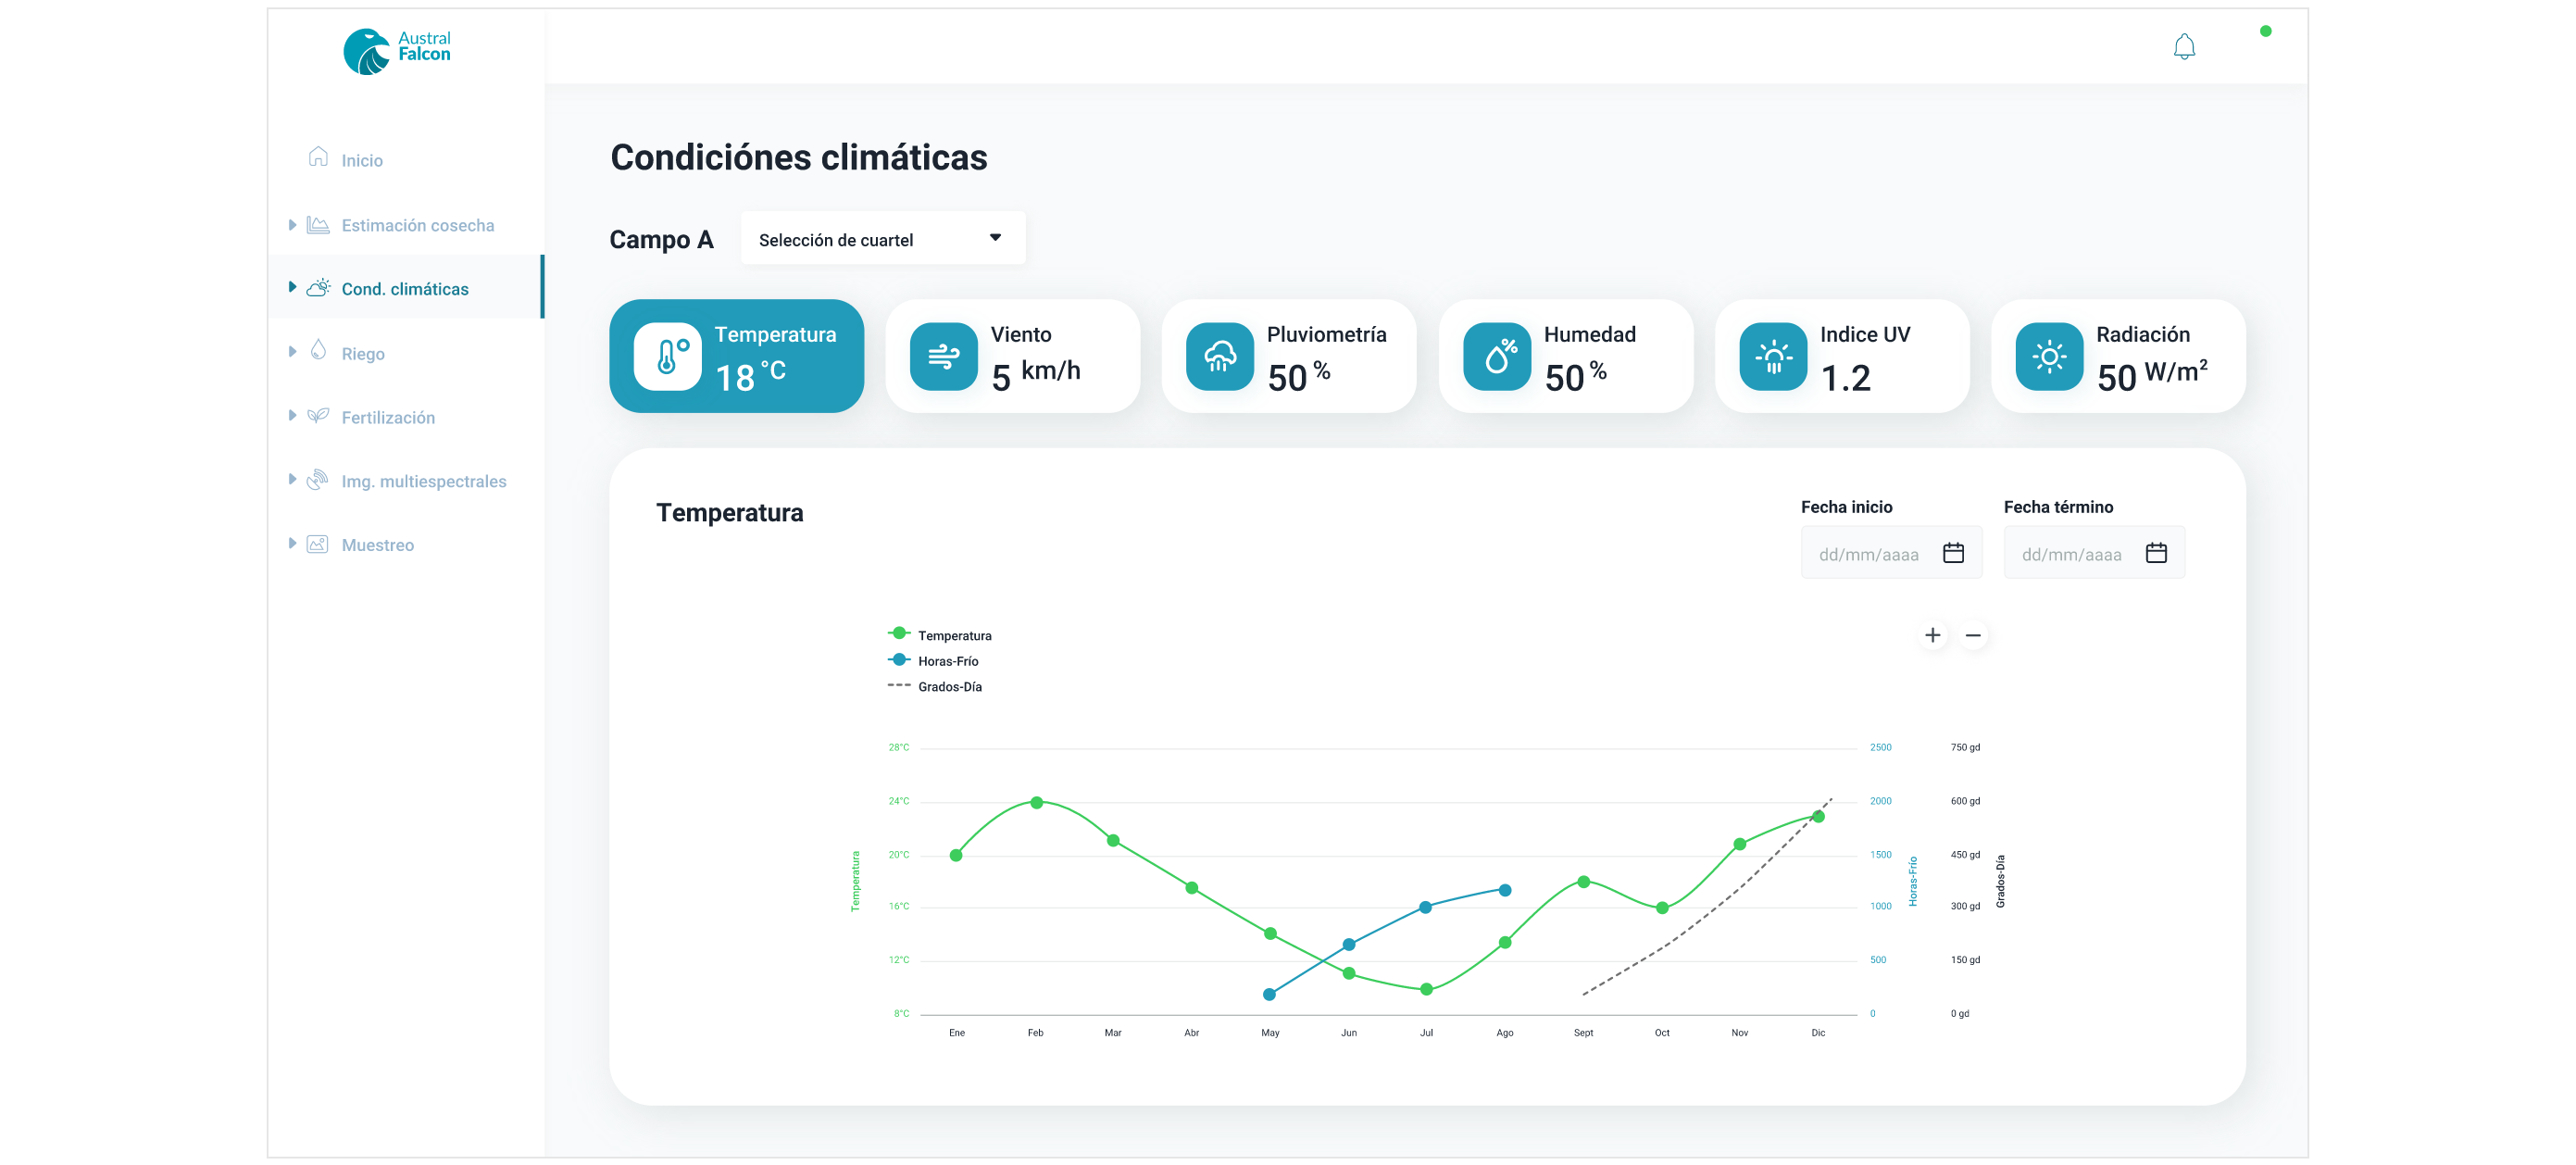 Austral
Falcon
Inicio
Estimación cosecha
Cond. climáticas
Riego
Fertilización
Img. multiespectrales
Muestreo
Condiciónes climáticas
Campo A
Selección de cuartel
Temperatura
18 °C
Viento
5 km/h
Pluviometría
50 %
Humedad
50 %
Indice UV
1.2
Radiación
50 W/m²
Temperatura
Fecha inicio
dd/mm/aaaa
Fecha término
dd/mm/aaaa
Temperatura
Horas-Frío
Grados-Día
+ −
28°C 2500 750 gd
24°C 2000 600 gd
20°C 1500 450 gd
16°C 1000 300 gd
12°C 500 150 gd
8°C 0 0 gd
Temperatura
Horas-Frío
Grados-Día
Ene Feb Mar Abr May Jun Jul Ago Sept Oct Nov Dic